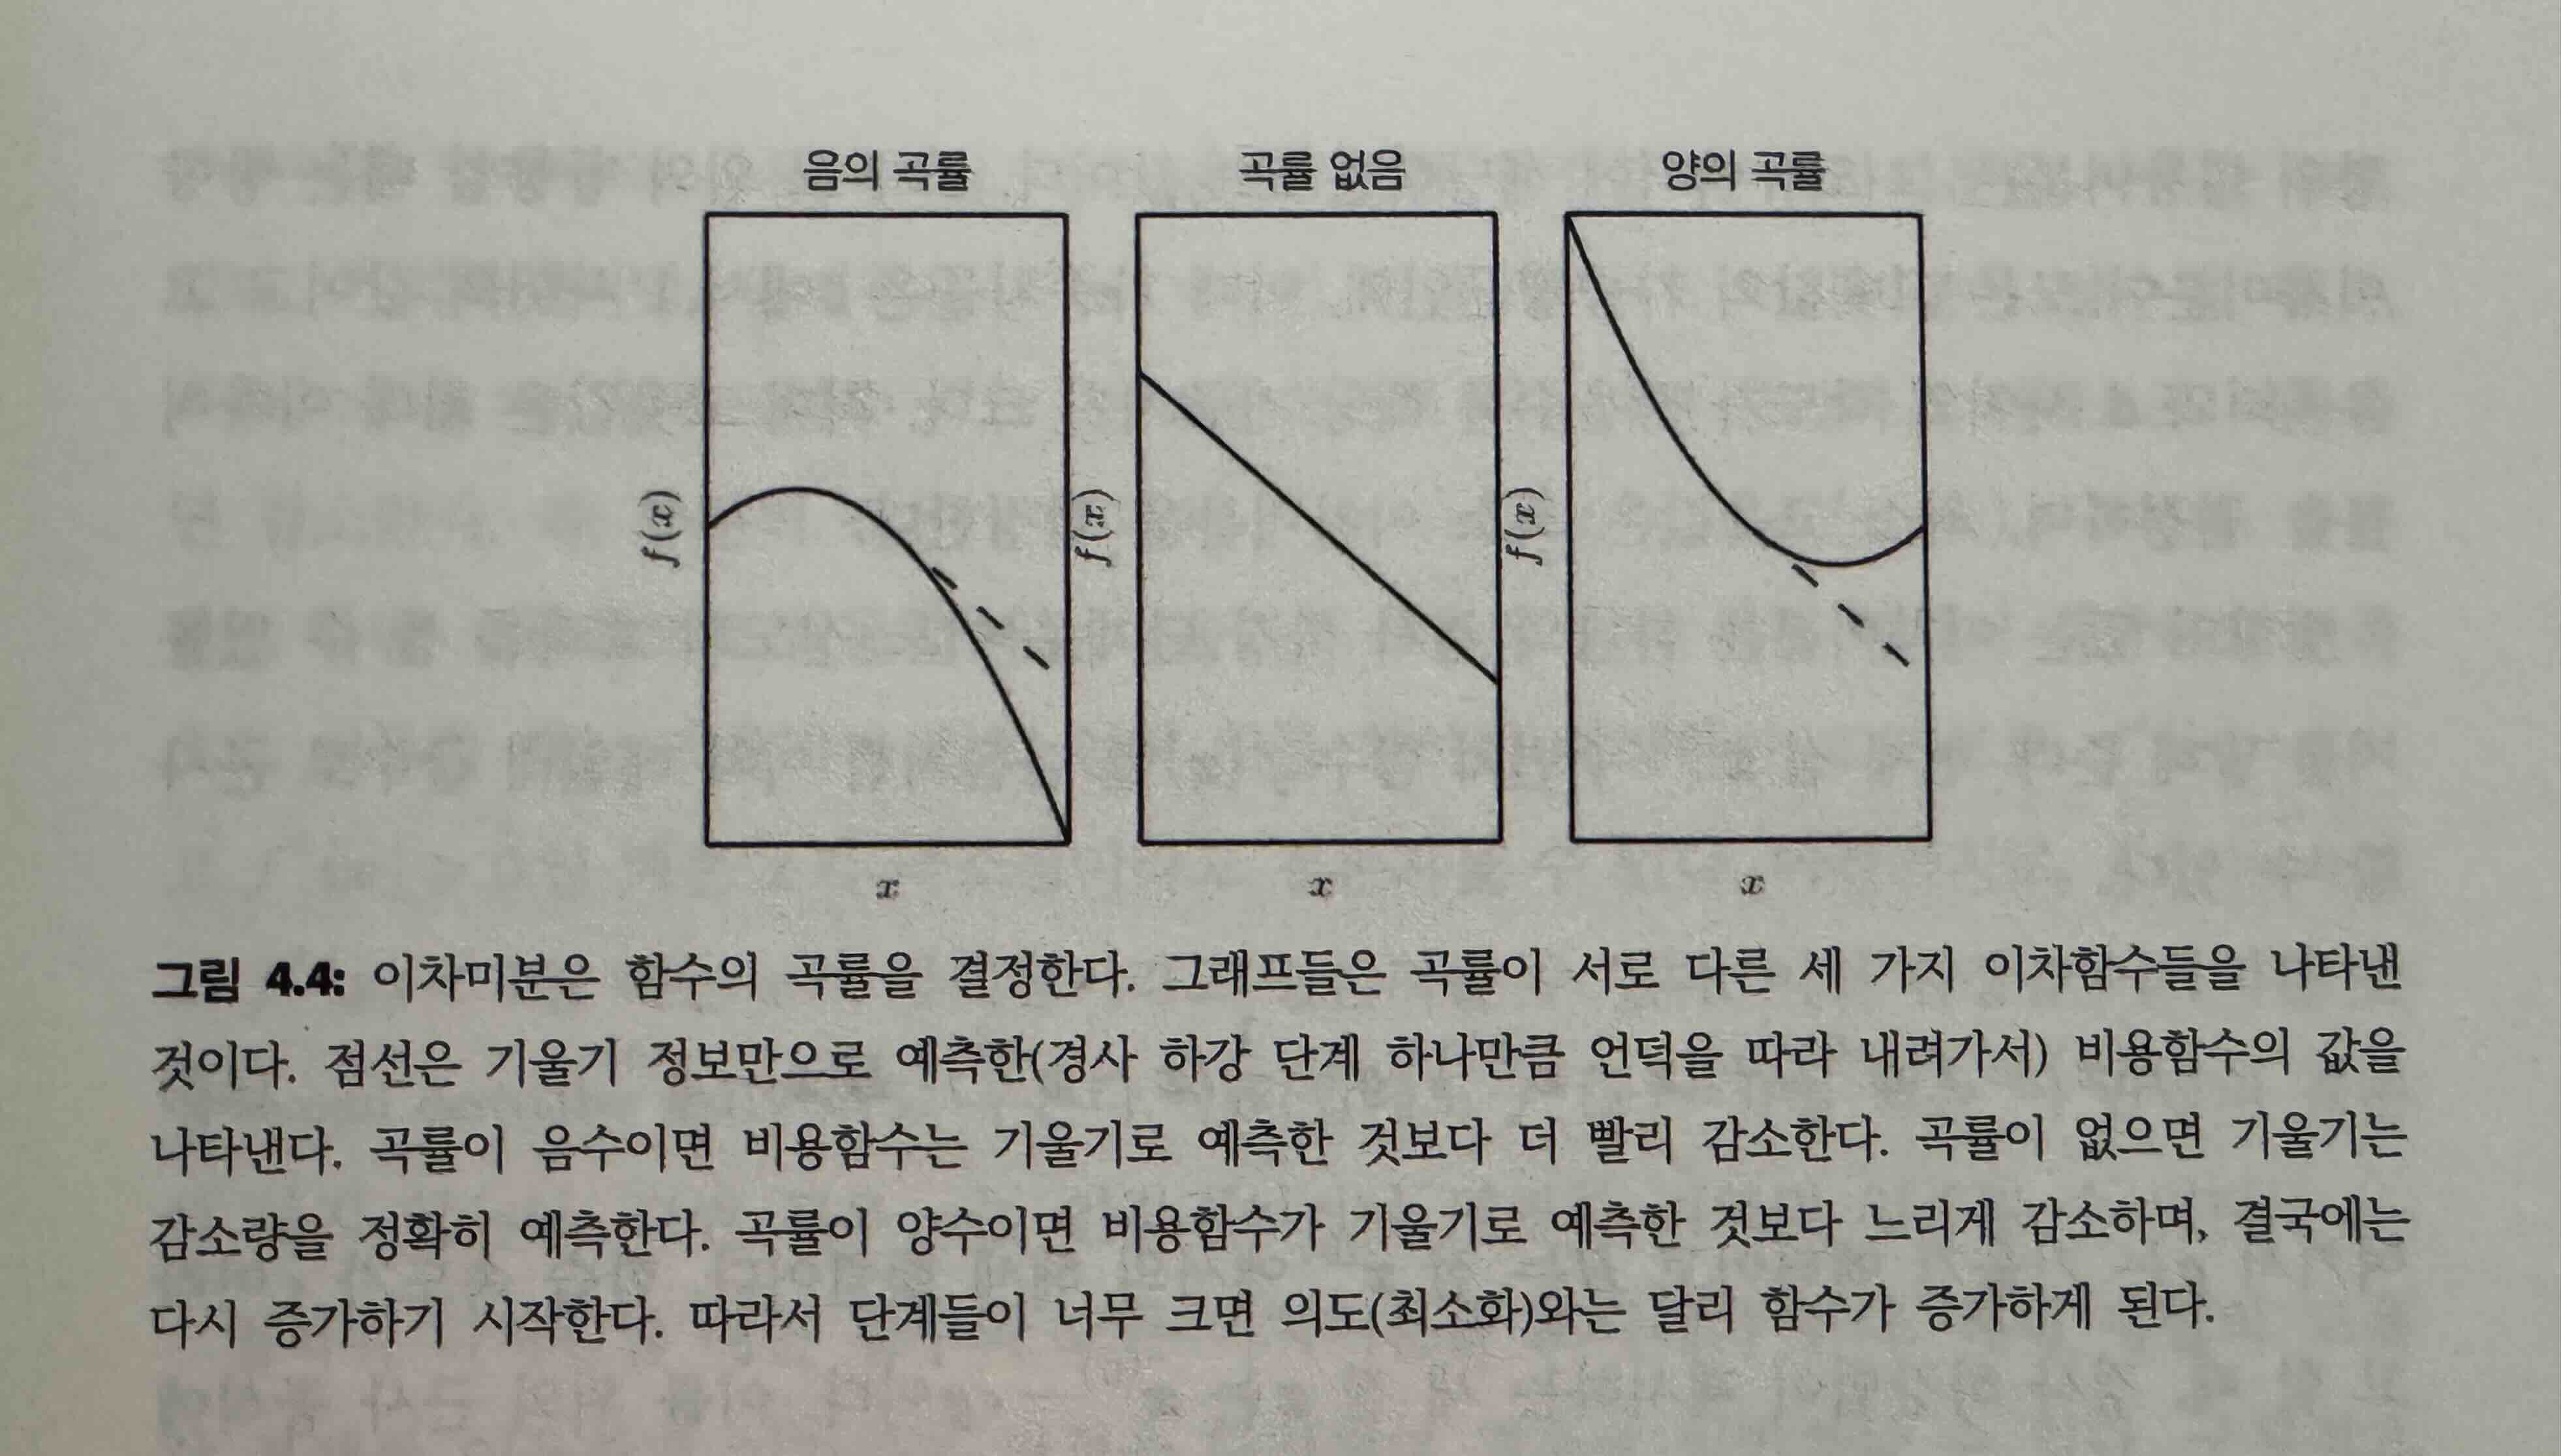 음의 곡률 곡률 없음 양의 곡률
f(x) f(x) f(x)
x x x
그림 4.4: 이차미분은 함수의 곡률을 결정한다. 그래프들은 곡률이 서로 다른 세 가지 이차함수들을 나타낸
것이다. 점선은 기울기 정보만으로 예측한(경사 하강 단계 하나만큼 언덕을 따라 내려가서) 비용함수의 값을
나타낸다. 곡률이 음수이면 비용함수는 기울기로 예측한 것보다 더 빨리 감소한다. 곡률이 없으면 기울기는
감소량을 정확히 예측한다. 곡률이 양수이면 비용함수가 기울기로 예측한 것보다 느리게 감소하며, 결국에는
다시 증가하기 시작한다. 따라서 단계들이 너무 크면 의도(최소화)와는 달리 함수가 증가하게 된다.